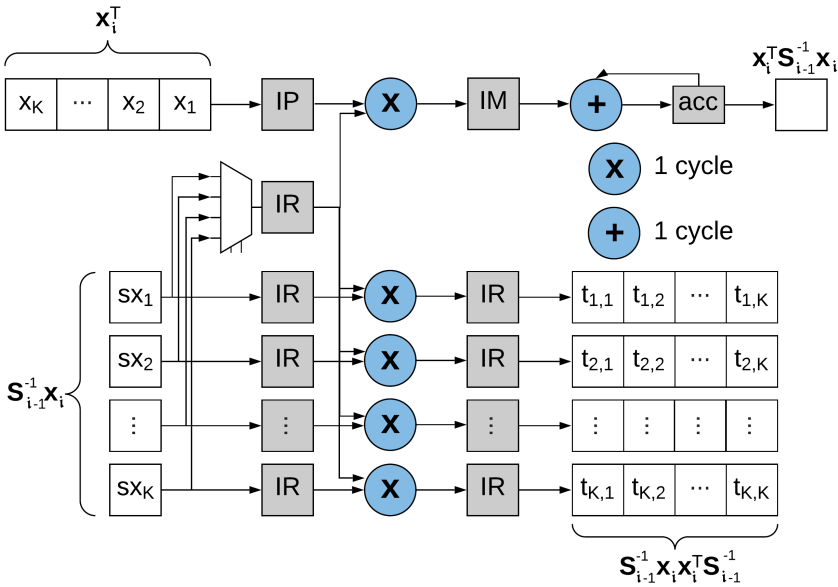 x_i^T
x_K ... x_2 x_1 IP x IM + acc x_i^T S_{i-1}^{-1} x_i
x 1 cycle
+ 1 cycle
IR
sx_1 IR x IR t_{1,1} t_{1,2} ... t_{1,K}
sx_2 IR x IR t_{2,1} t_{2,2} ... t_{2,K}
S_{i-1}^{-1} x_i
⋮ ⋮ x ⋮ ⋮ ⋮ ⋮ ⋮
sx_K IR x IR t_{K,1} t_{K,2} ... t_{K,K}
S_{i-1}^{-1} x_i x_i^T S_{i-1}^{-1}